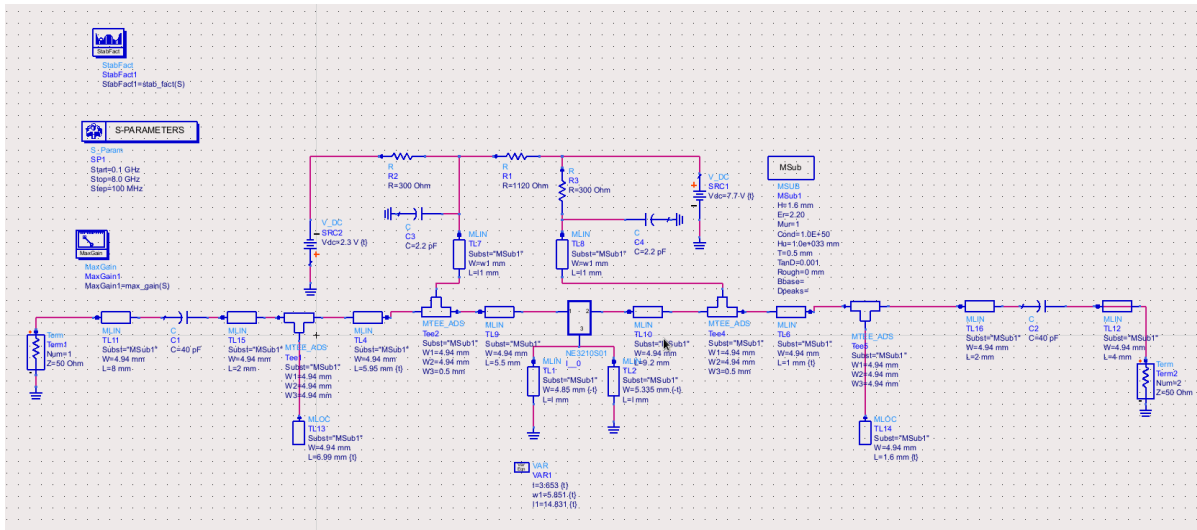 StabFact
StabFact
StabFact1
StabFact1=stab_fact(S)
S-PARAMETERS
S_Param
SP1
Start=0.1 GHz
Stop=8.0 GHz
Step=100 MHz
MaxGain
MaxGain
MaxGain1
MaxGain1=max_gain(S)
R
R2
R=300 Ohm
R
R1
R=1120 Ohm
R
R3
R=300 Ohm
V_DC
SRC1
Vdc=7.7 V {t}
V_DC
SRC2
Vdc=2.3 V {t}
C
C3
C=2.2 pF
C
C4
C=2.2 pF
MLIN
TL7
Subst="MSub1"
W=w1 mm
L=l1 mm
MLIN
TL8
Subst="MSub1"
W=w1 mm
L=l1 mm
MSub
MSUB
MSub1
H=1.6 mm
Er=2.20
Mur=1
Cond=1.0E+50
Hu=1.0e+033 mm
T=0.5 mm
TanD=0.001
Rough=0 mm
Bbase=
Dpeaks=
Term
Term1
Num=1
Z=50 Ohm
MLIN
TL11
Subst="MSub1"
W=4.94 mm
L=8 mm
C
C1
C=40 pF
MLIN
TL15
Subst="MSub1"
W=4.94 mm
L=2 mm
MTEE_ADS
Tee1
Subst="MSub1"
W1=4.94 mm
W2=4.94 mm
W3=4.94 mm
MLIN
TL4
Subst="MSub1"
W=4.94 mm
L=5.95 mm {t}
MTEE_ADS
Tee2
Subst="MSub1"
W1=4.94 mm
W2=4.94 mm
W3=0.5 mm
MLIN
TL9
Subst="MSub1"
W=4.94 mm
L=5.5 mm
1
2
3
NE3210S01
I__0
MLIN
TL10
Subst="MSub1"
W=4.94 mm
L=9.2 mm
MTEE_ADS
Tee4
Subst="MSub1"
W1=4.94 mm
W2=4.94 mm
W3=0.5 mm
MLIN
TL6
Subst="MSub1"
W=4.94 mm
L=1 mm {t}
MTEE_ADS
Subst="MSub1"
W1=4.94 mm
W2=4.94 mm
W3=4.94 mm
MLIN
TL16
Subst="MSub1"
W=4.94 mm
L=2 mm
C
C2
C=40 pF
MLIN
TL12
Subst="MSub1"
W=4.94 mm
L=4 mm
Term
Term2
Num=2
Z=50 Ohm
MLIN
TL1
Subst="MSub1"
W=4.85 mm {-t}
L=l mm
TL2
Subst="MSub1"
W=5.335 mm {-t}
L=l mm
MLOC
TL13
Subst="MSub1"
W=4.94 mm
L=6.99 mm {t}
MLOC
TL14
Subst="MSub1"
W=4.94 mm
L=1.6 mm {t}
VAR
VAR1
l=3.653 {t}
w1=5.851 {t}
l1=14.831 {t}